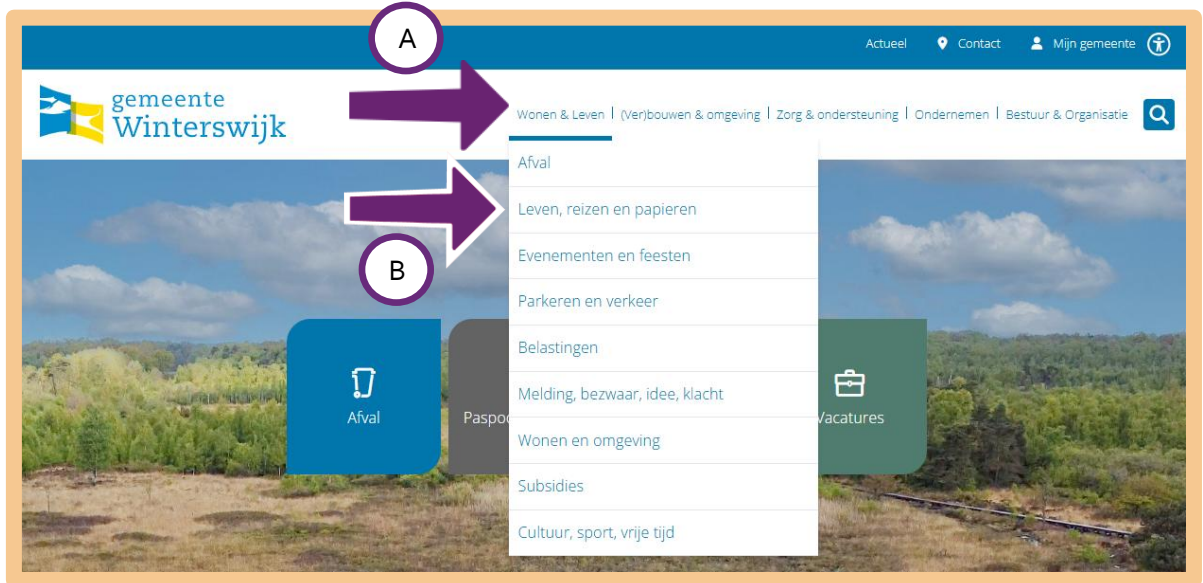 A
Actueel
Contact
Mijn gemeente
gemeente
Winterswijk
Wonen & Leven | (Ver)bouwen & omgeving | Zorg & ondersteuning | Ondernemen | Bestuur & Organisatie
Afval
Leven, reizen en papieren
B
Evenementen en feesten
Parkeren en verkeer
Belastingen
Melding, bezwaar, idee, klacht
Wonen en omgeving
Subsidies
Cultuur, sport, vrije tijd
Afval
Vacatures